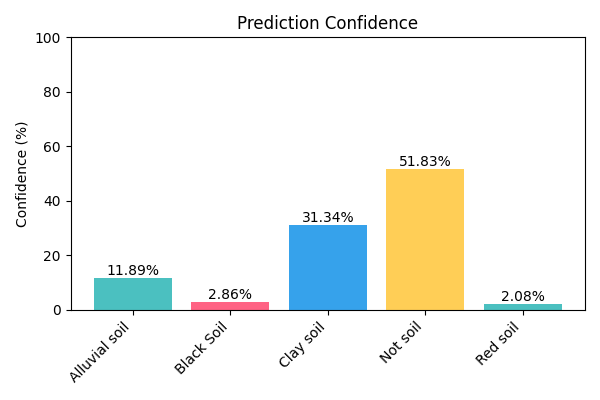 Prediction Confidence
Confidence (%)
100
80
60
40
20
0
11.89%
2.86%
31.34%
51.83%
2.08%
Alluvial soil
Black Soil
Clay soil
Not soil
Red soil